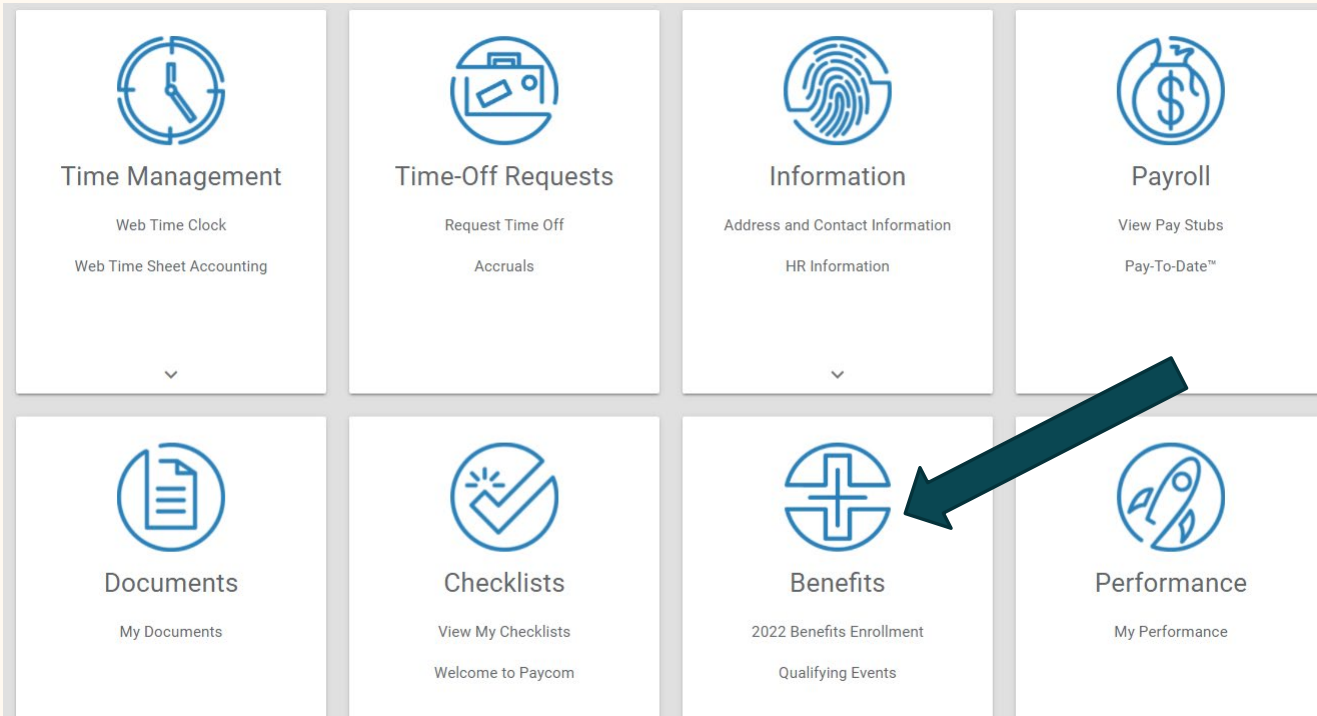 Time Management
Web Time Clock
Web Time Sheet Accounting
Time-Off Requests
Request Time Off
Accruals
Information
Address and Contact Information
HR Information
Payroll
View Pay Stubs
Pay-To-Date™
Documents
My Documents
Checklists
View My Checklists
Welcome to Paycom
Benefits
2022 Benefits Enrollment
Qualifying Events
Performance
My Performance